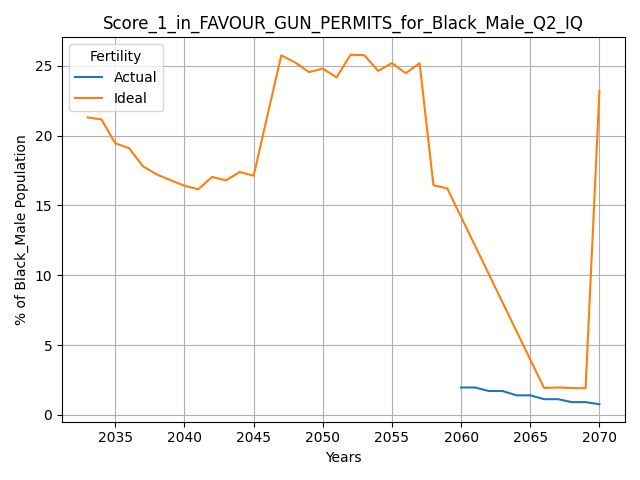 Score_1_in_FAVOUR_GUN_PERMITS_for_Black_Male_Q2_IQ
Fertility
Actual
Ideal
% of Black_Male Population
25
20
15
10
5
0
2035 2040 2045 2050 2055 2060 2065 2070
Years